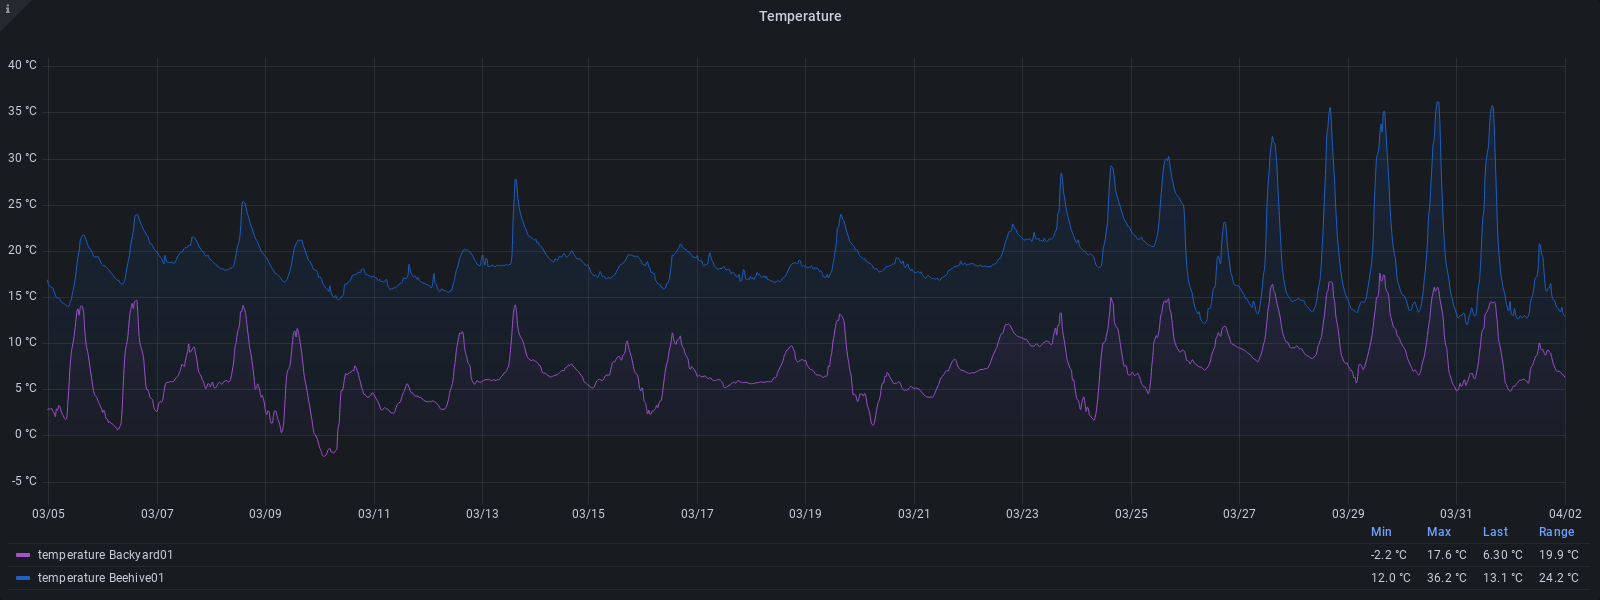 i
Temperature
40 °C
35 °C
30 °C
25 °C
20 °C
15 °C
10 °C
5 °C
0 °C
-5 °C
03/05 03/07 03/09 03/11 03/13 03/15 03/17 03/19 03/21 03/23 03/25 03/27 03/29 03/31 04/02
Min Max Last Range
temperature Backyard01 -2.2 °C 17.6 °C 6.30 °C 19.9 °C
temperature Beehive01 12.0 °C 36.2 °C 13.1 °C 24.2 °C